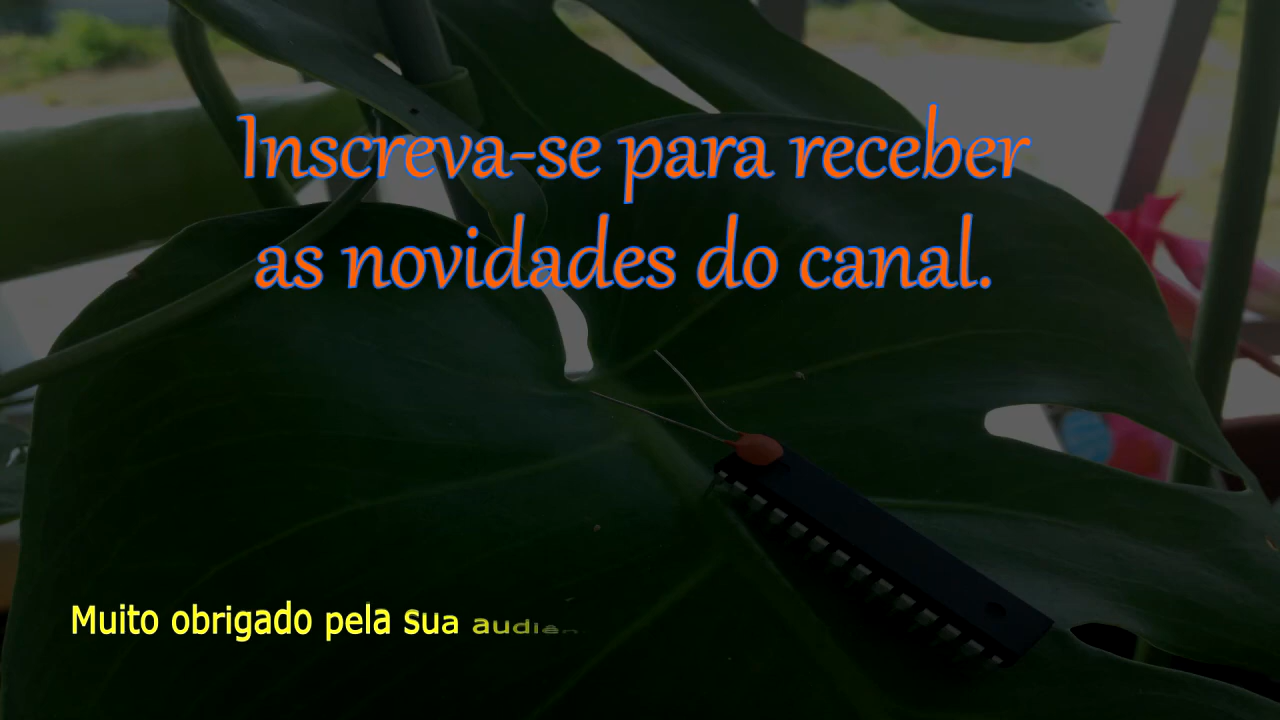 Inscreva-se para receber
as novidades do canal.
Muito obrigado pela sua